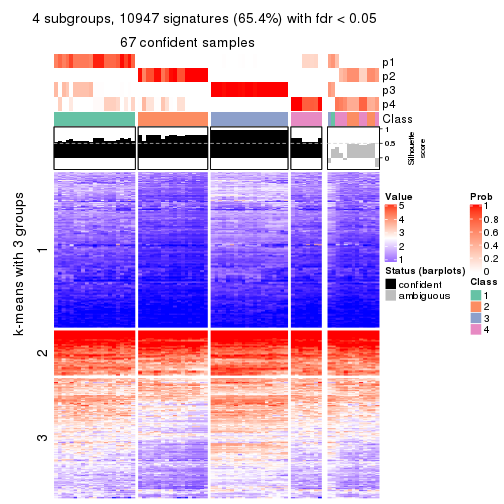 4 subgroups, 10947 signatures (65.4%) with fdr < 0.05
67 confident samples
p1
p2
p3
p4
Class
1
0.5
0
Silhouette
score
k-means with 3 groups
1
2
3
Value
5
4
3
2
1
Status (barplots)
confident
ambiguous
Prob
1
0.8
0.6
0.4
0.2
0
Class
1
2
3
4